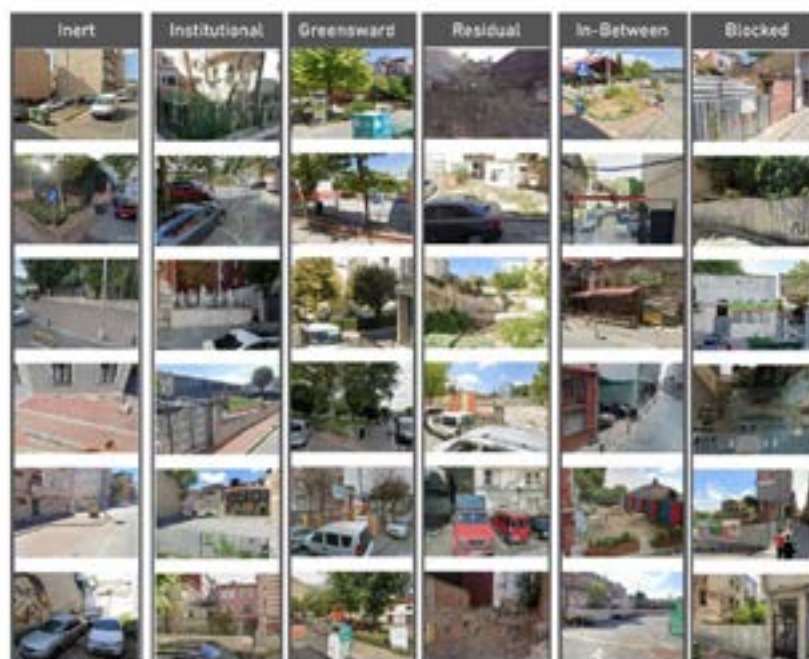 Inert
Institutional
Greensward
Residual
In-Between
Blocked